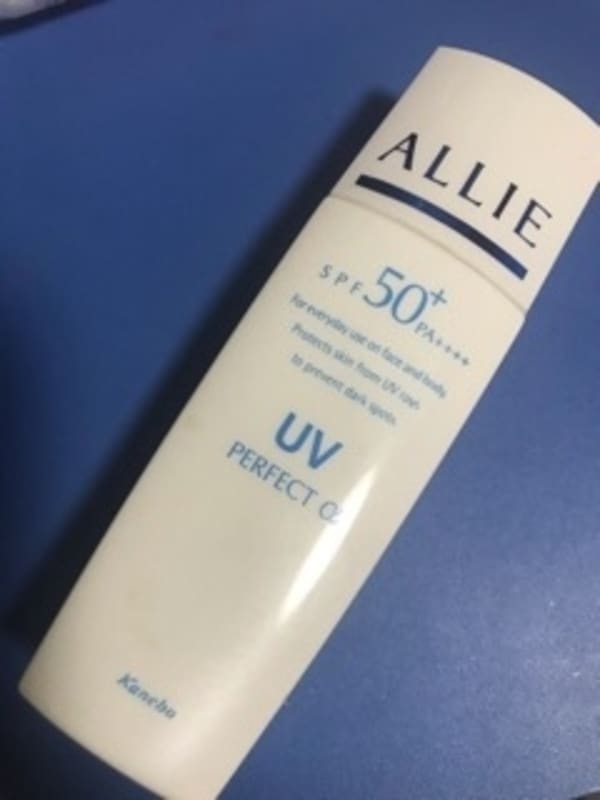 ALLIE
SPF50+PA++++
For everyday use on face and body.
Protects skin from UV rays
to prevent dark spots.
UV
PERFECT α
Kanebo